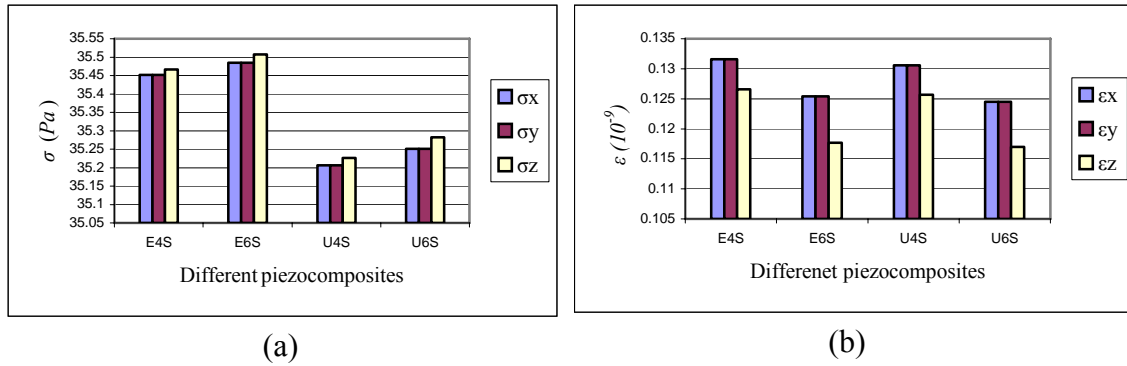 35.55
35.5
35.45
35.4
35.35
35.3
35.25
35.2
35.15
35.1
35.05
σ (Pa)
E4S E6S U4S U6S
Different piezocomposites
σx
σy
σz
(a)
0.135
0.13
0.125
0.12
0.115
0.11
0.105
ε (10⁻⁹)
E4S E6S U4S U6S
Differenet piezocomposites
εx
εy
εz
(b)